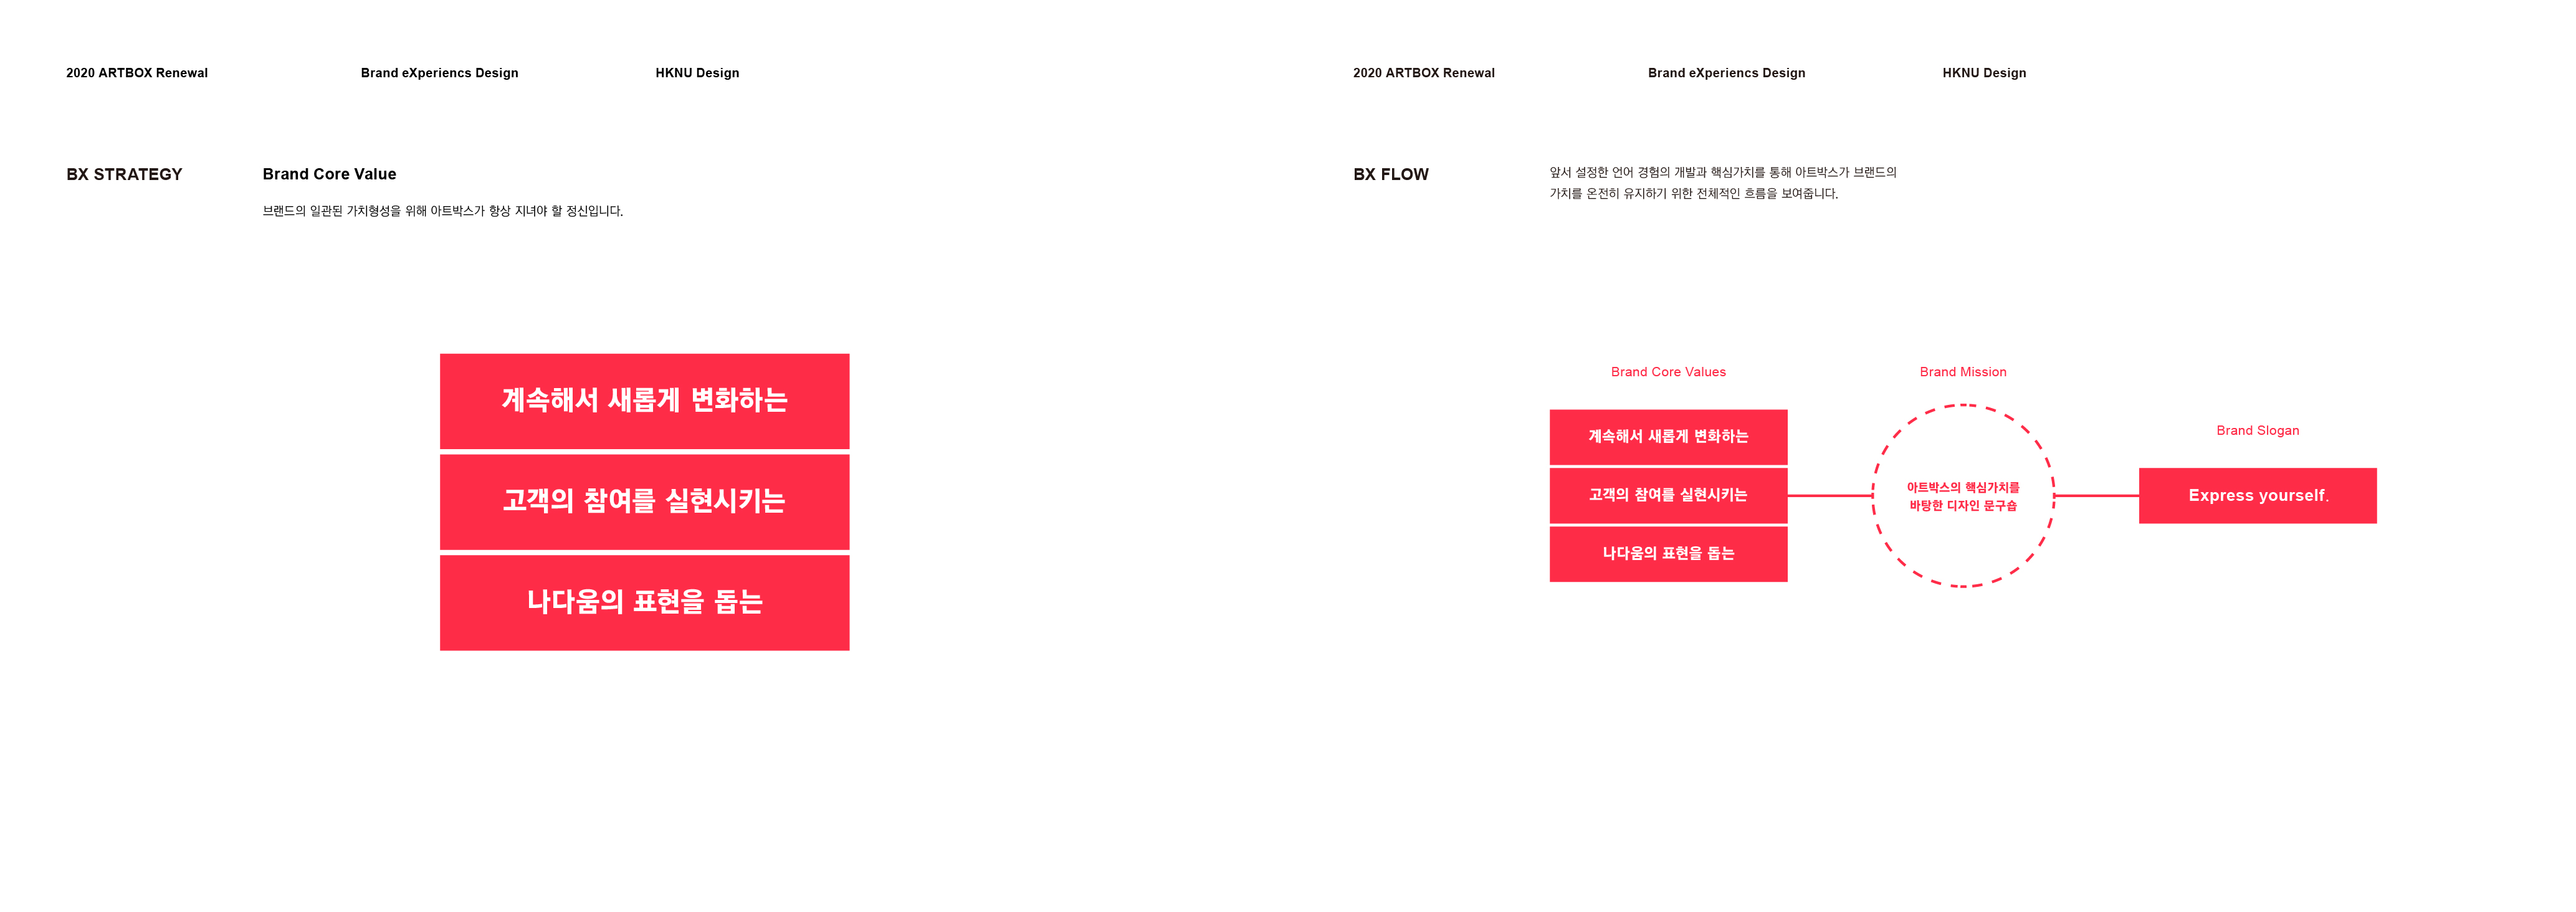 2020 ARTBOX Renewal
Brand eXperiencs Design
HKNU Design
BX STRATEGY
Brand Core Value
브랜드의 일관된 가치형성을 위해 아트박스가 항상 지녀야 할 정신입니다.
계속해서 새롭게 변화하는
고객의 참여를 실현시키는
나다움의 표현을 돕는
2020 ARTBOX Renewal
Brand eXperiencs Design
HKNU Design
BX FLOW
앞서 설정한 언어 경험의 개발과 핵심가치를 통해 아트박스가 브랜드의
가치를 온전히 유지하기 위한 전체적인 흐름을 보여줍니다.
Brand Core Values
계속해서 새롭게 변화하는
고객의 참여를 실현시키는
나다움의 표현을 돕는
Brand Mission
아트박스의 핵심가치를
바탕한 디자인 문구숍
Brand Slogan
Express yourself.